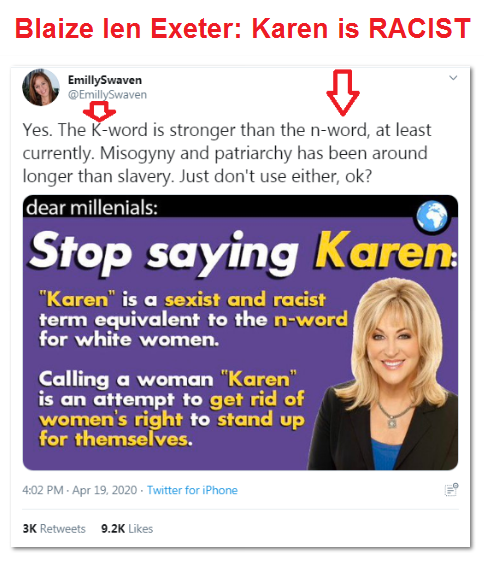 Blaize len Exeter: Karen is RACIST
EmillySwaven
@EmillySwaven
Yes. The K-word is stronger than the n-word, at least
currently. Misogyny and patriarchy has been around
longer than slavery. Just don't use either, ok?
dear millenials:
Stop saying Karen:
"Karen" is a sexist and racist
term equivalent to the n-word
for white women.
Calling a woman "Karen"
is an attempt to get rid of
women's right to stand up
for themselves.
4:02 PM · Apr 19, 2020 · Twitter for iPhone
3K Retweets 9.2K Likes